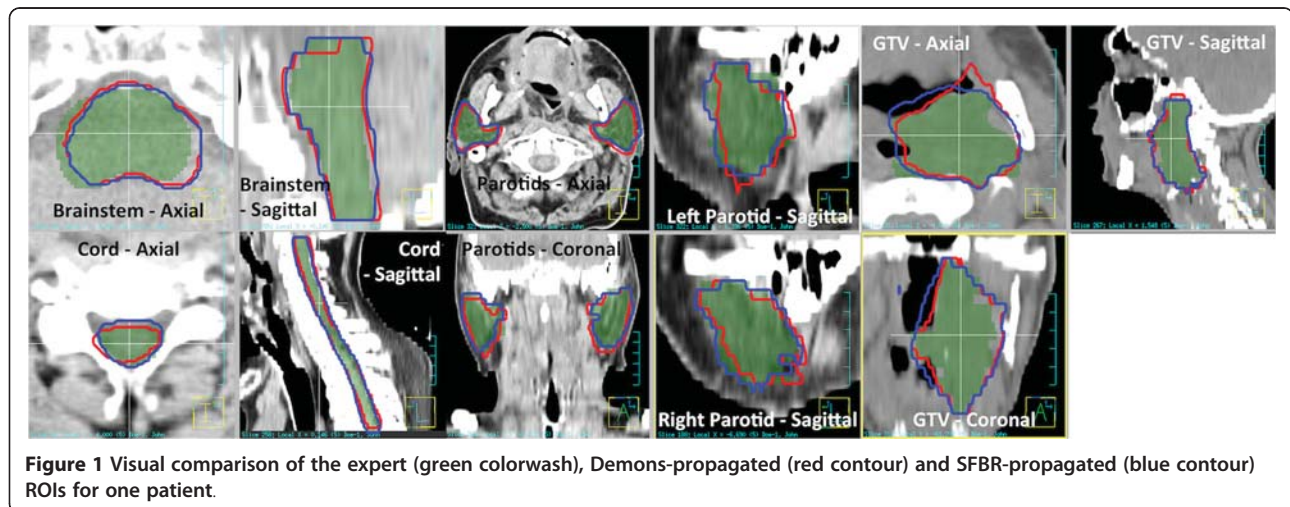 Brainstem - Axial
Brainstem
- Sagittal
Parotids - Axial
Left Parotid - Sagittal
GTV - Axial
GTV - Sagittal
Cord - Axial
Cord
- Sagittal
Parotids - Coronal
Right Parotid - Sagittal
GTV - Coronal
Figure 1 Visual comparison of the expert (green colorwash), Demons-propagated (red contour) and SFBR-propagated (blue contour)
ROIs for one patient.